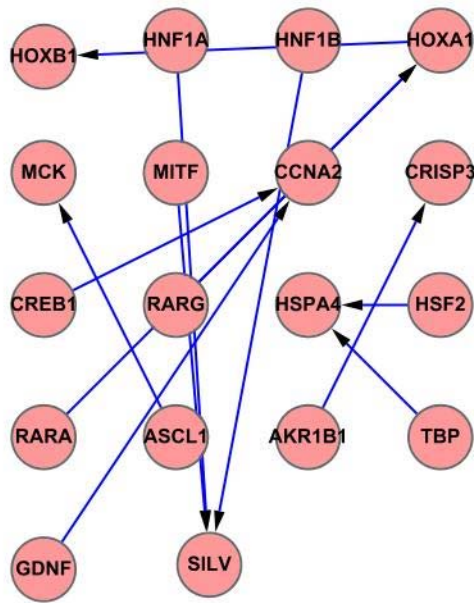 HOXB1 HNF1A HNF1B HOXA1
MCK MITF CCNA2 CRISP3
CREB1 RARG HSPA4 HSF2
RARA ASCL1 AKR1B1 TBP
GDNF SILV